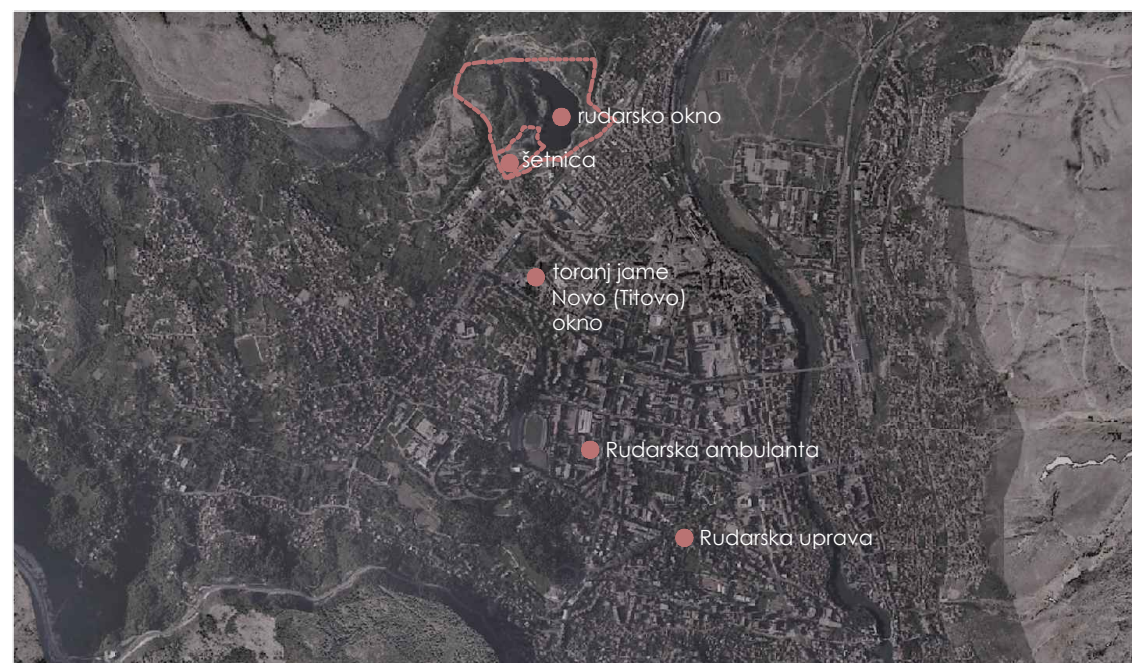 rudarsko okno
šetnica
toranj jame
Novo (Titovo)
okno
Rudarska ambulanta
Rudarska uprava